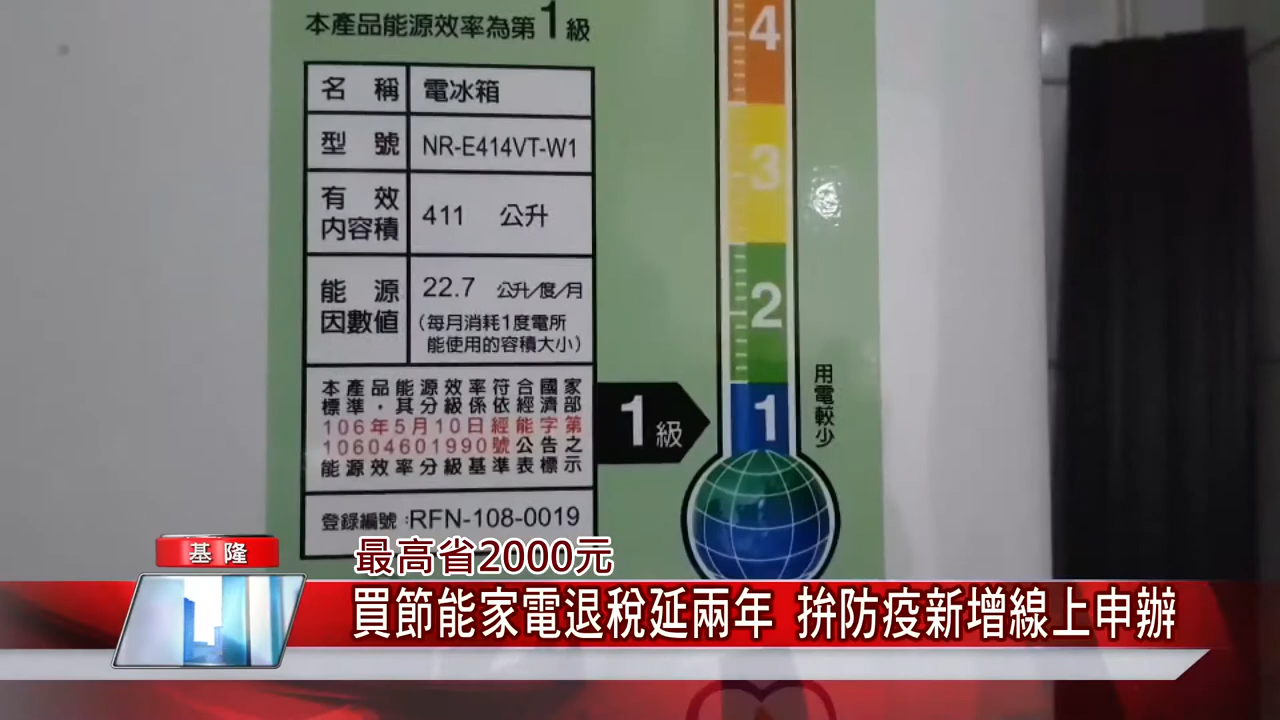 本產品能源效率為第1級
名稱 電冰箱
型號 NR-E414VT-W1
有效內容積 411 公升
能源因數值 22.7 公升/度/月
(每月消耗1度電所
能使用的容積大小)
本產品能源效率符合國家
標準,其分級係依經濟部
106年5月10日經能字第
10604601990號公告之
能源效率分級基準表標示
登錄編號:RFN-108-0019
1級
4
3
2
1
用電較少
基隆
最高省2000元
買節能家電退稅延兩年 拚防疫新增線上申辦